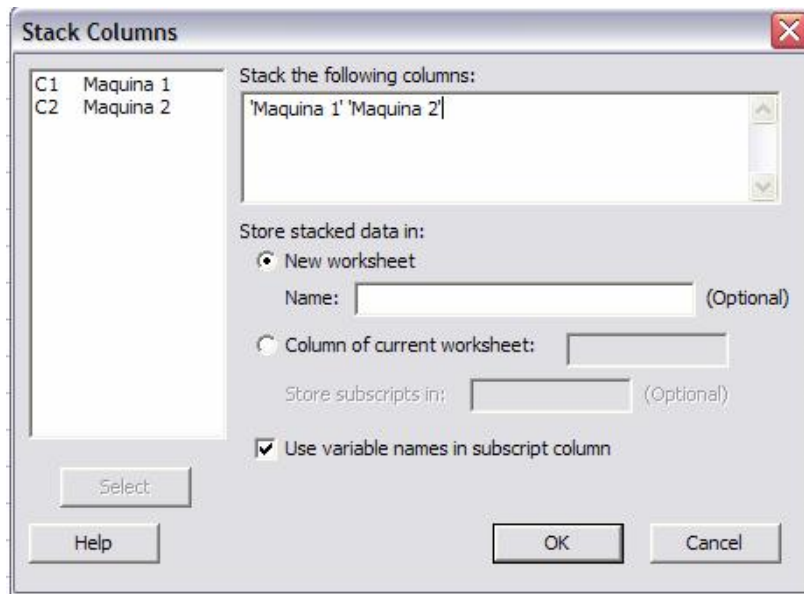 Stack Columns
C1 Maquina 1
C2 Maquina 2
Stack the following columns:
'Maquina 1' 'Maquina 2'
Store stacked data in:
New worksheet
Name: (Optional)
Column of current worksheet:
Store subscripts in: (Optional)
Use variable names in subscript column
Select
Help OK Cancel